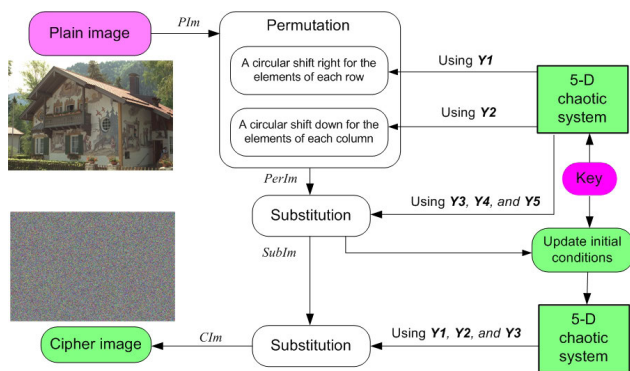 Plain image
PIm
Permutation
A circular shift right for the
elements of each row
Using Y1
5-D
chaotic
system
A circular shift down for the
elements of each column
Using Y2
PerIm
Key
Substitution
Using Y3, Y4, and Y5
SubIm
Update initial
conditions
Cipher image
CIm
Substitution
Using Y1, Y2, and Y3
5-D
chaotic
system